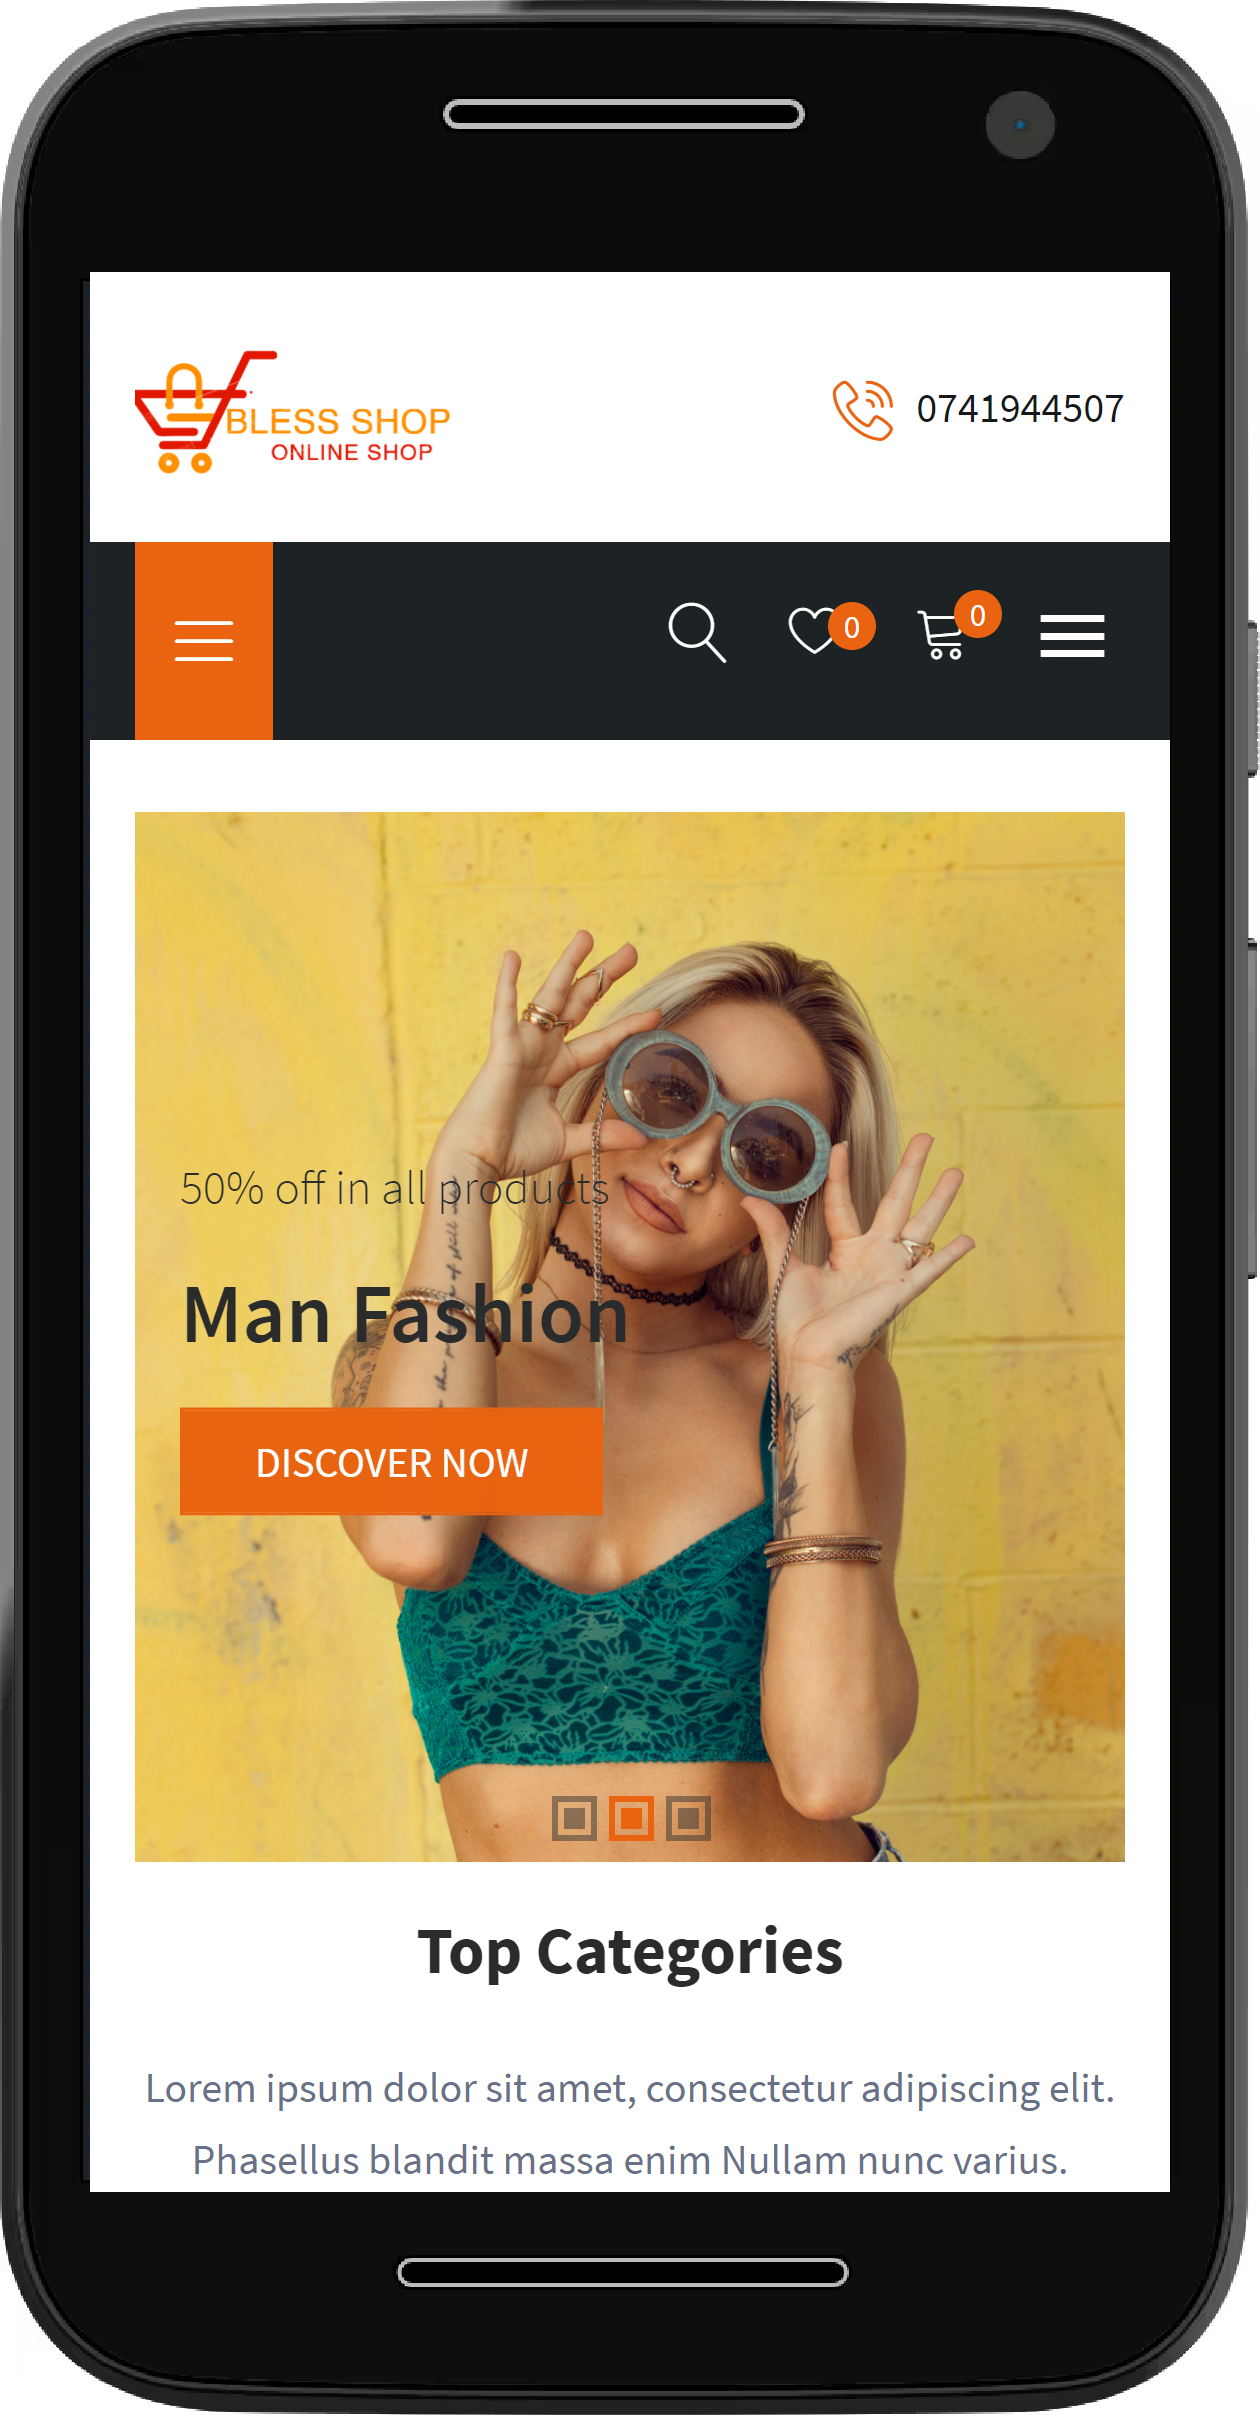 BLESS SHOP
ONLINE SHOP
0741944507
0
0
50% off in all products
Man Fashion
DISCOVER NOW
Top Categories
Lorem ipsum dolor sit amet, consectetur adipiscing elit.
Phasellus blandit massa enim Nullam nunc varius.